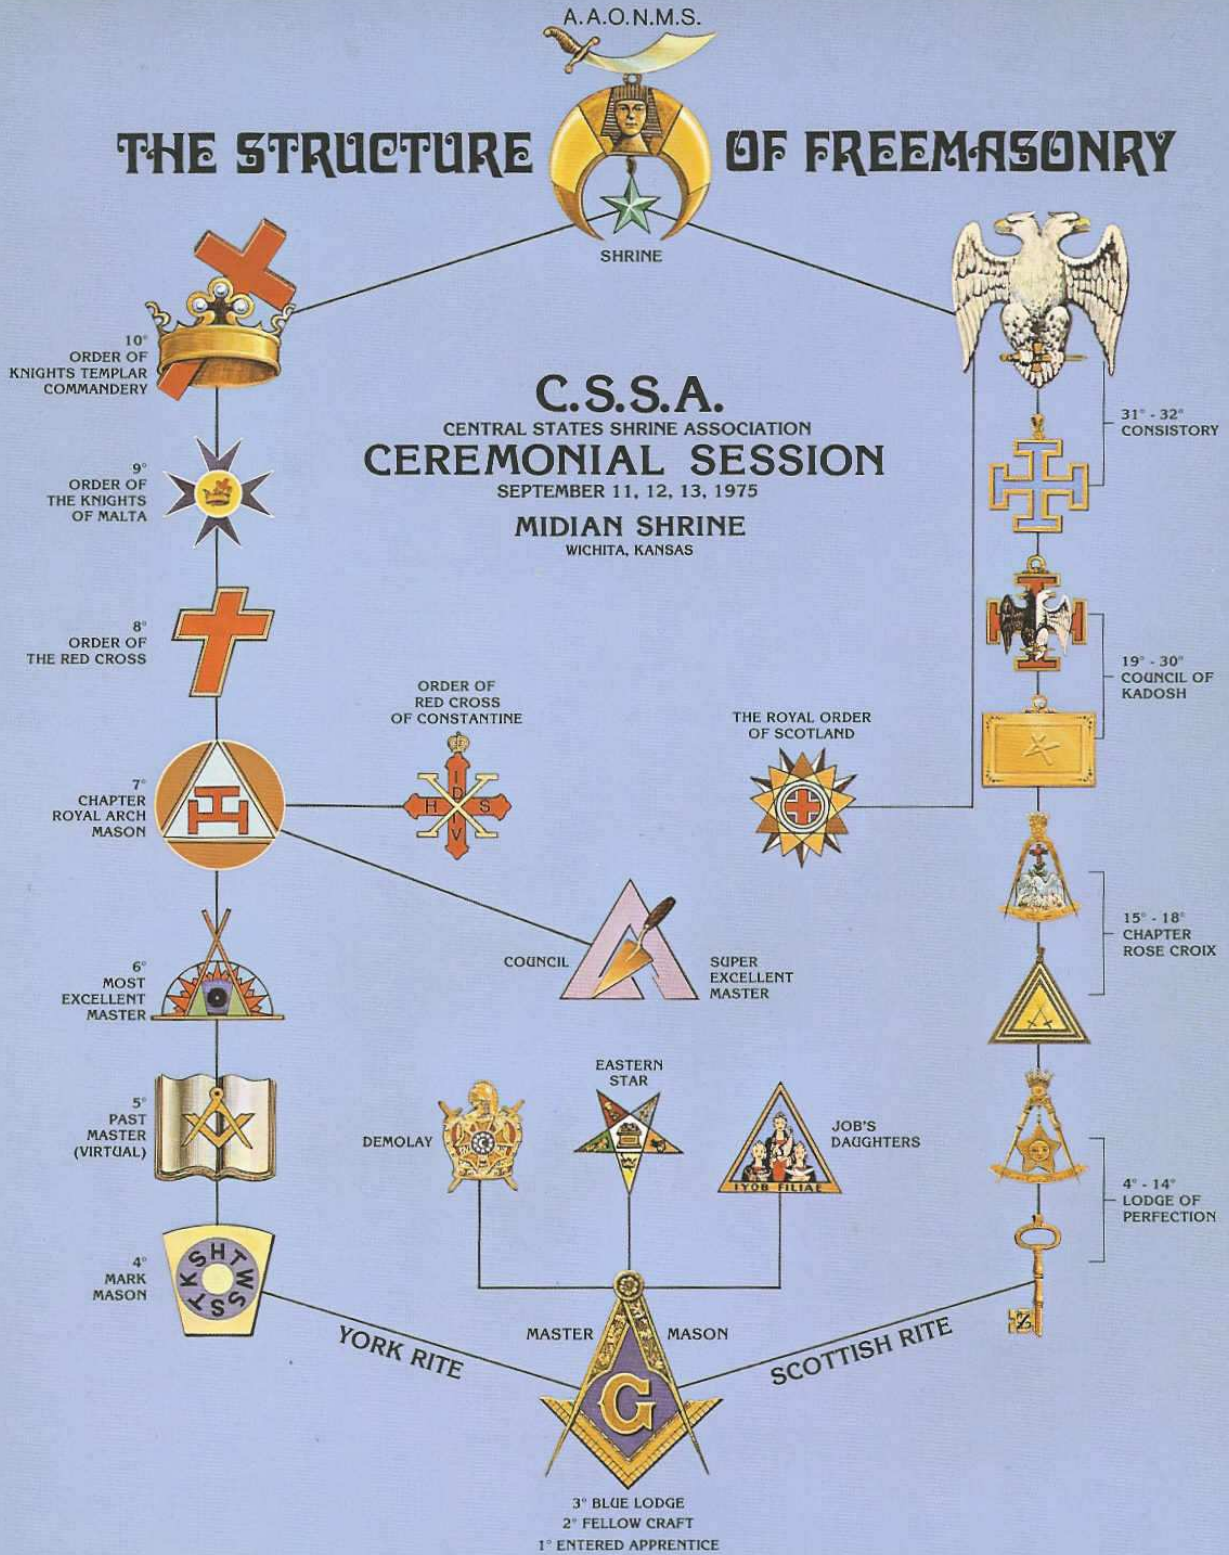 A.A.O.N.M.S.
THE STRUCTURE OF FREEMASONRY
SHRINE
C.S.S.A.
CENTRAL STATES SHRINE ASSOCIATION
CEREMONIAL SESSION
SEPTEMBER 11, 12, 13, 1975
MIDIAN SHRINE
WICHITA, KANSAS
10°
ORDER OF
KNIGHTS TEMPLAR
COMMANDERY
9°
ORDER OF
THE KNIGHTS
OF MALTA
8°
ORDER OF
THE RED CROSS
7°
CHAPTER
ROYAL ARCH
MASON
6°
MOST
EXCELLENT
MASTER
5°
PAST
MASTER
(VIRTUAL)
4°
MARK
MASON
HTWSSTKS
YORK RITE
ORDER OF
RED CROSS
OF CONSTANTINE
I
D
H S
V
THE ROYAL ORDER
OF SCOTLAND
COUNCIL
SUPER
EXCELLENT
MASTER
EASTERN
STAR
DEMOLAY
JOB'S
DAUGHTERS
IYOB FILIAE
31° - 32°
CONSISTORY
19° - 30°
COUNCIL OF
KADOSH
15° - 18°
CHAPTER
ROSE CROIX
4° - 14°
LODGE OF
PERFECTION
Z
SCOTTISH RITE
MASTER MASON
G
3° BLUE LODGE
2° FELLOW CRAFT
1° ENTERED APPRENTICE